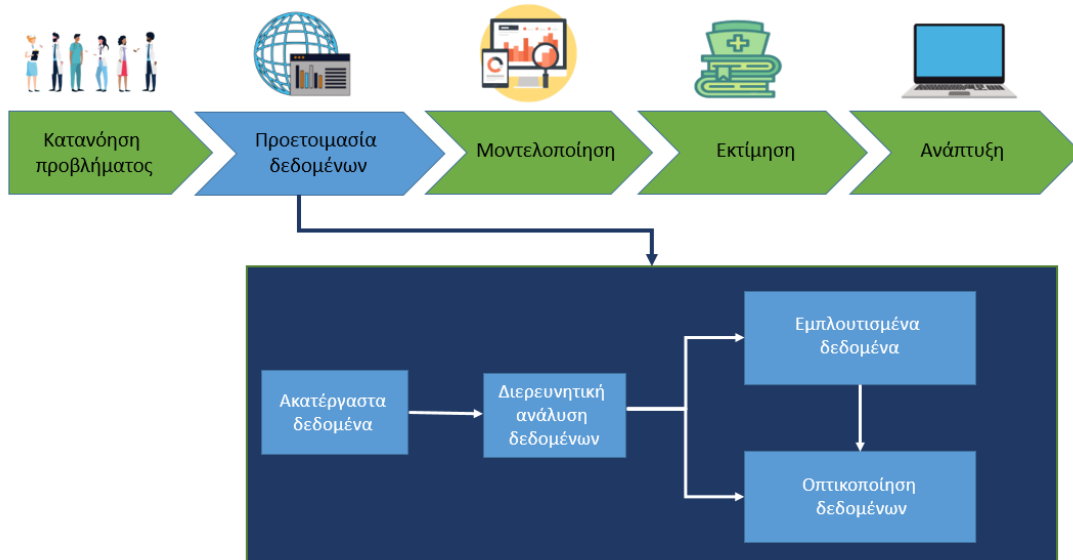 Κατανόηση
προβλήματος
Προετοιμασία
δεδομένων
Μοντελοποίηση
Εκτίμηση
Ανάπτυξη
Ακατέργαστα
δεδομένα
Διερευνητική
ανάλυση
δεδομένων
Εμπλουτισμένα
δεδομένα
Οπτικοποίηση
δεδομένων